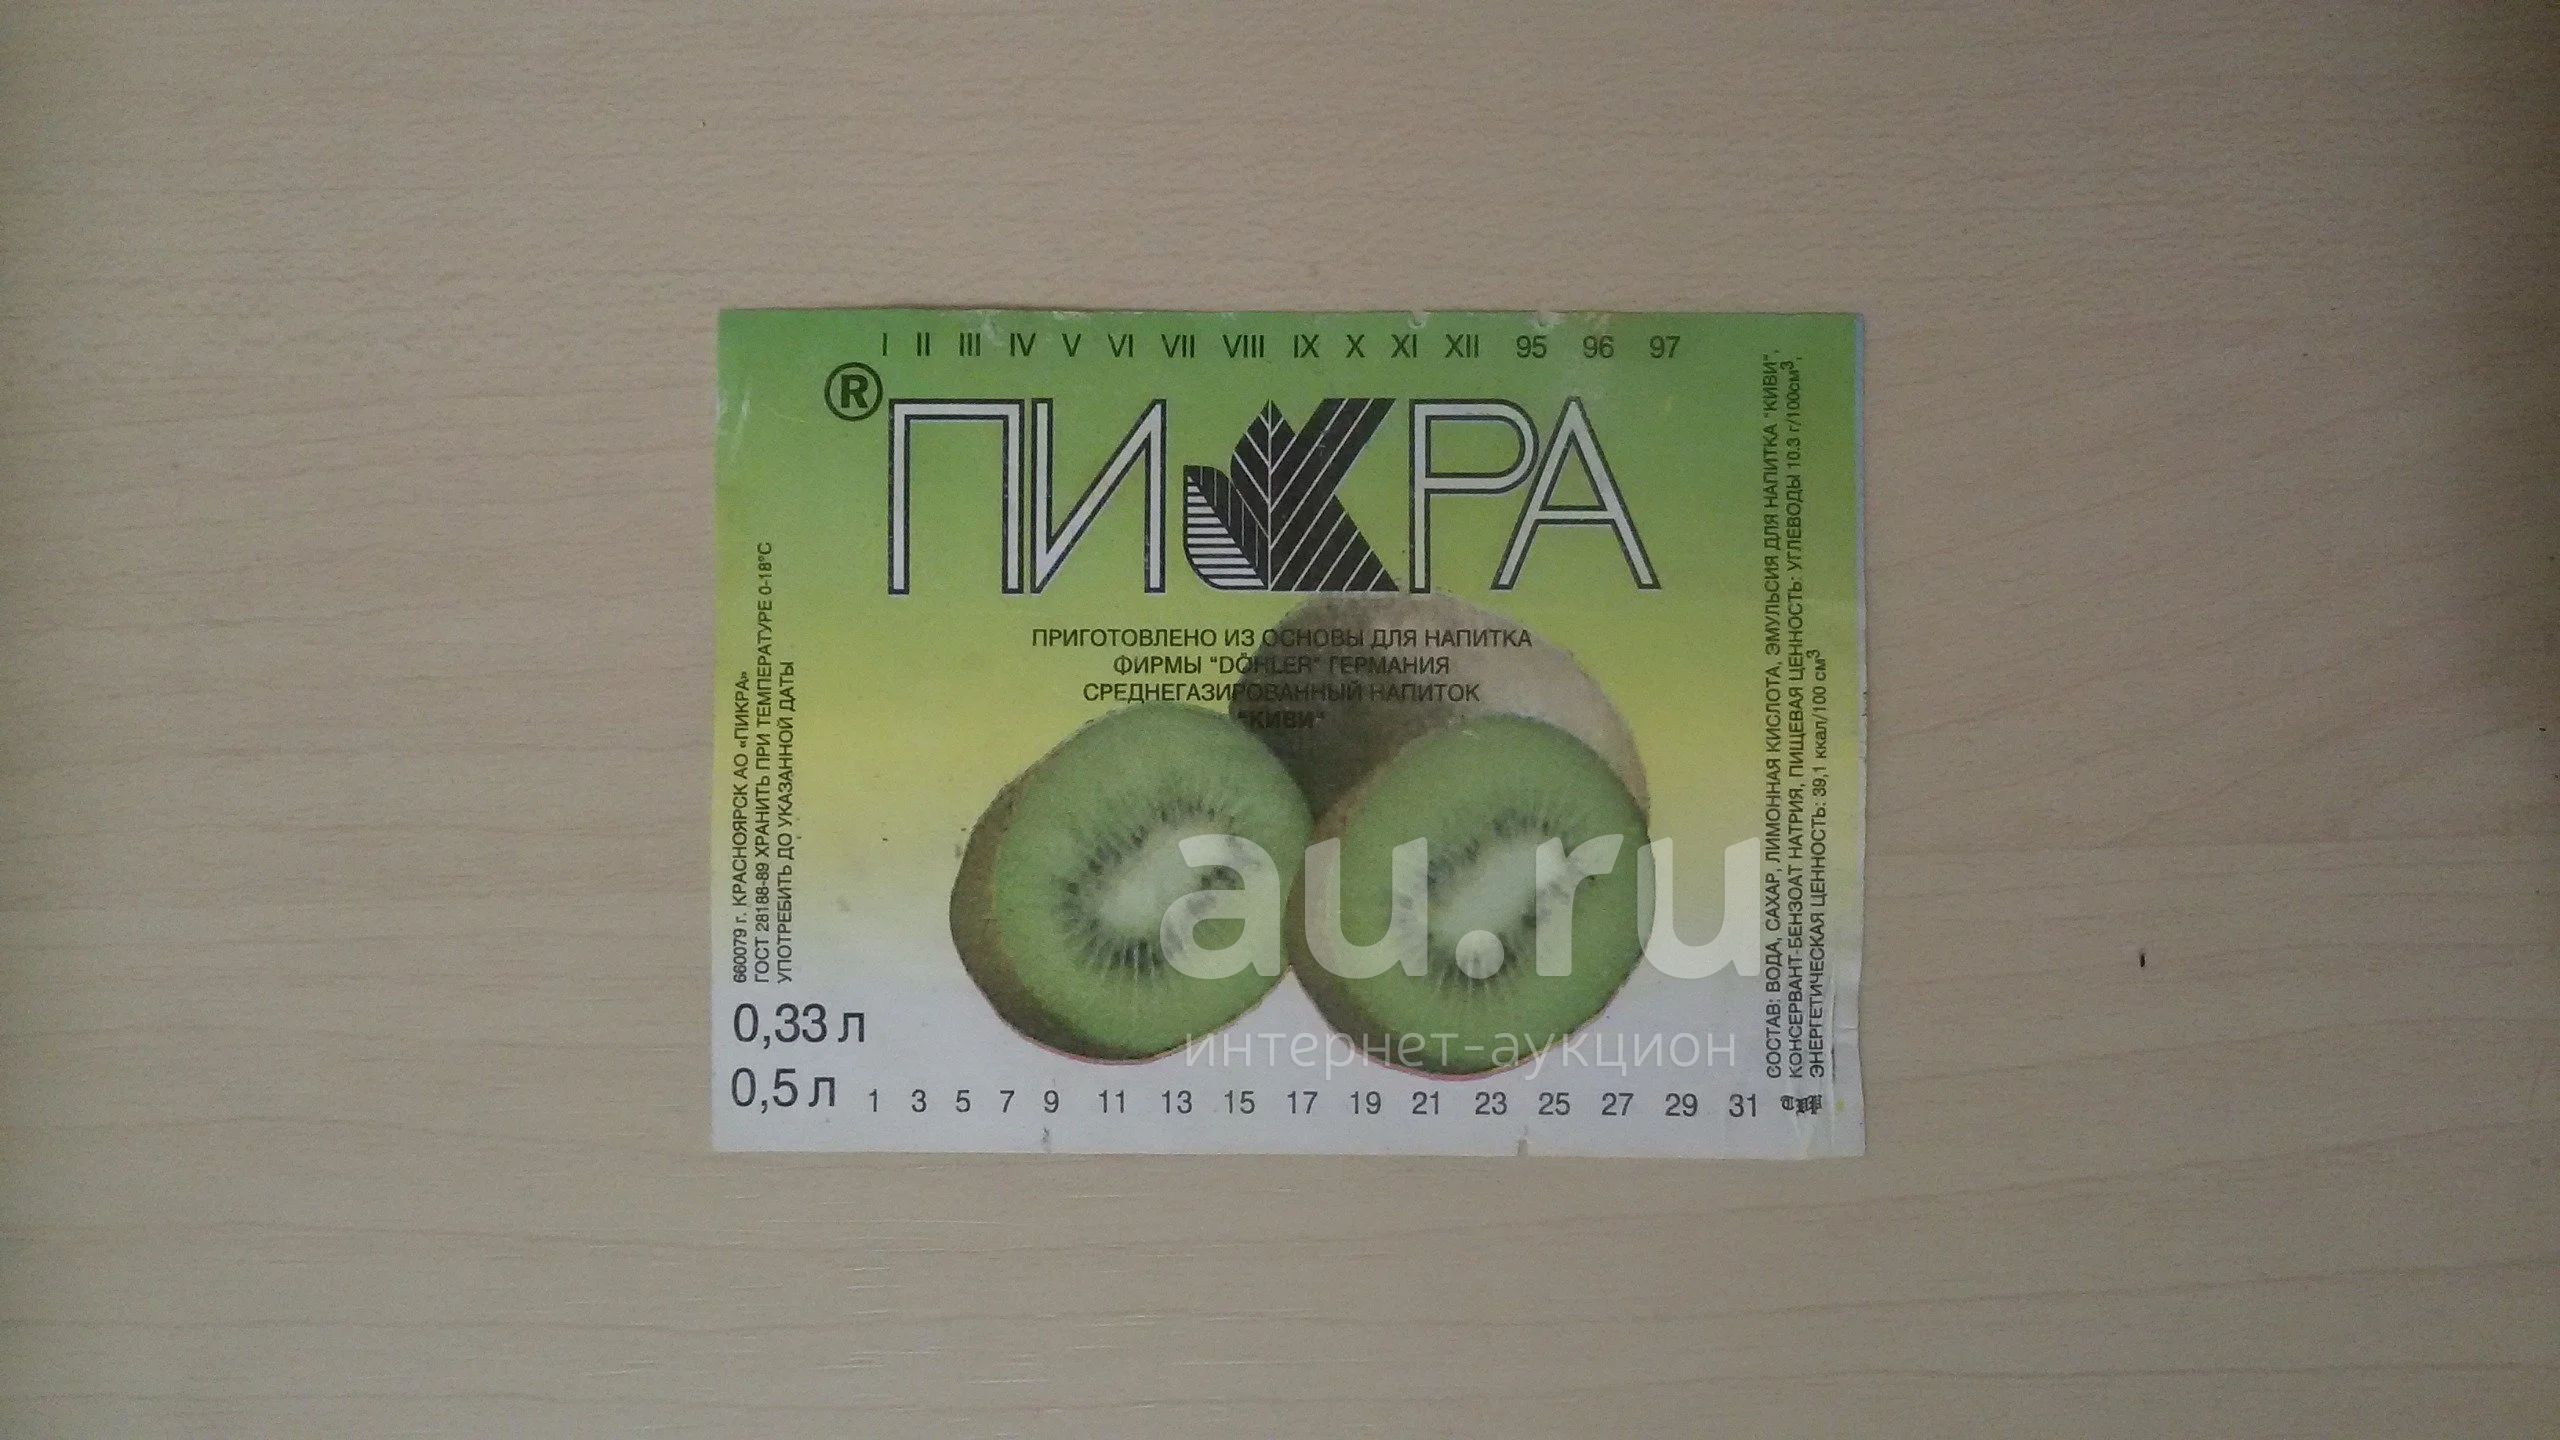 I II III IV V VI VII VIII IX X XI XII 95 96 97
® ПИКРА
ПРИГОТОВЛЕНО ИЗ ОСНОВЫ ДЛЯ НАПИТКА
ФИРМЫ "DÖHLER" ГЕРМАНИЯ
СРЕДНЕГАЗИРОВАННЫЙ НАПИТОК
"КИВИ"
660079 г. КРАСНОЯРСК АО «ПИКРА»
ГОСТ 28188-89 ХРАНИТЬ ПРИ ТЕМПЕРАТУРЕ 0-18°С
УПОТРЕБИТЬ ДО УКАЗАННОЙ ДАТЫ
СОСТАВ: ВОДА, САХАР, ЛИМОННАЯ КИСЛОТА, ЭМУЛЬСИЯ ДЛЯ НАПИТКА "КИВИ",
КОНСЕРВАНТ-БЕНЗОАТ НАТРИЯ, ПИЩЕВАЯ ЦЕННОСТЬ: УГЛЕВОДЫ 10.3 г/100см³,
ЭНЕРГЕТИЧЕСКАЯ ЦЕННОСТЬ: 39,1 ккал/100 см³
au.ru
интернет-аукцион
0,33 л
0,5 л
1 3 5 7 9 11 13 15 17 19 21 23 25 27 29 31